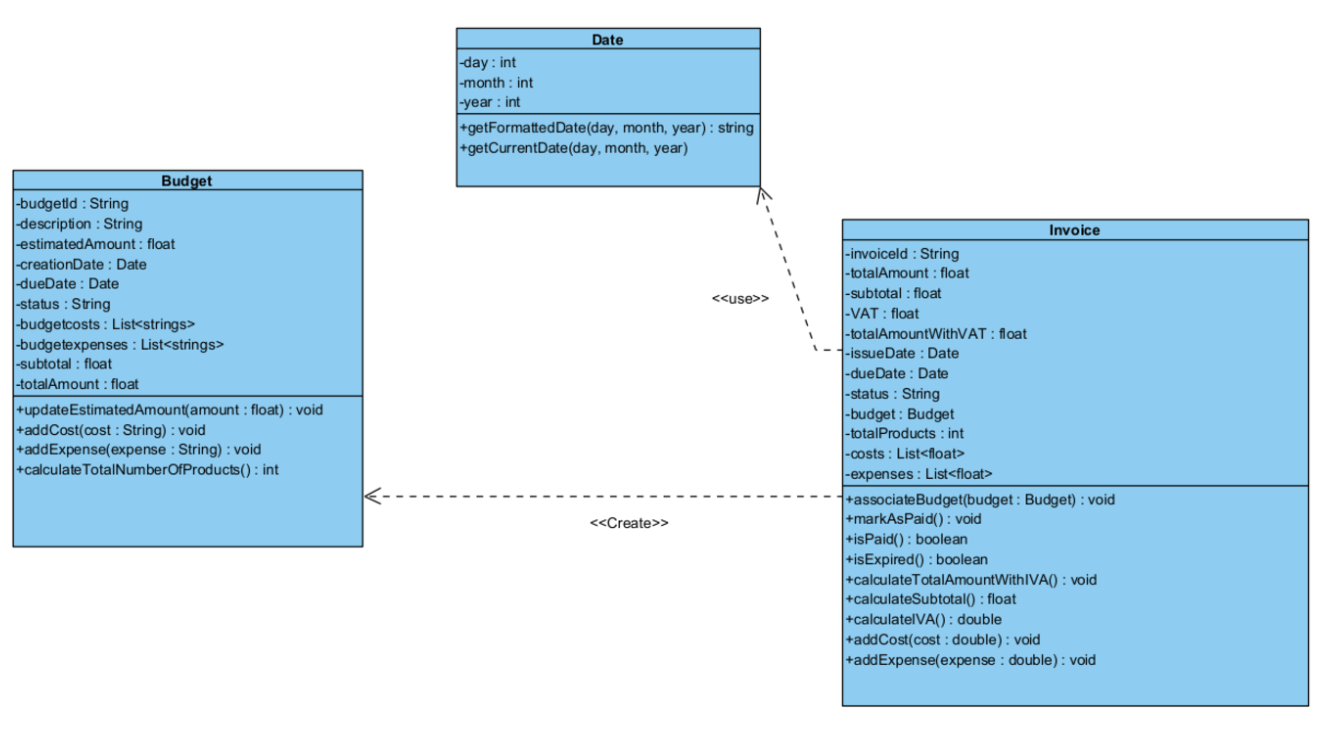 Date
-day : int
-month : int
-year : int
+getFormattedDate(day, month, year) : string
+getCurrentDate(day, month, year)
Budget
-budgetId : String
-description : String
-estimatedAmount : float
-creationDate : Date
-dueDate : Date
-status : String
-budgetcosts : List<strings>
-budgetexpenses : List<strings>
-subtotal : float
-totalAmount : float
+updateEstimatedAmount(amount : float) : void
+addCost(cost : String) : void
+addExpense(expense : String) : void
+calculateTotalNumberOfProducts() : int
<<use>>
<<Create>>
Invoice
-invoiceId : String
-totalAmount : float
-subtotal : float
-VAT : float
-totalAmountWithVAT : float
-issueDate : Date
-dueDate : Date
-status : String
-budget : Budget
-totalProducts : int
-costs : List<float>
-expenses : List<float>
+associateBudget(budget : Budget) : void
+markAsPaid() : void
+isPaid() : boolean
+isExpired() : boolean
+calculateTotalAmountWithIVA() : void
+calculateSubtotal() : float
+calculateIVA() : double
+addCost(cost : double) : void
+addExpense(expense : double) : void